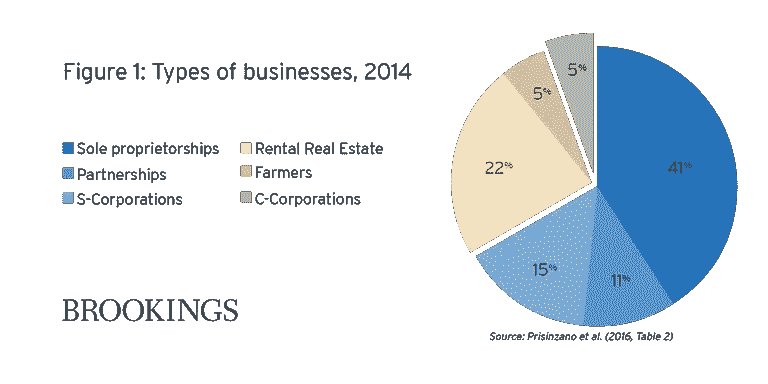 Figure 1: Types of businesses, 2014
Sole proprietorships
Rental Real Estate
Partnerships
Farmers
S-Corporations
C-Corporations
5%
5%
41%
22%
15%
11%
BROOKINGS
Source: Prisinzano et al. (2016, Table 2)